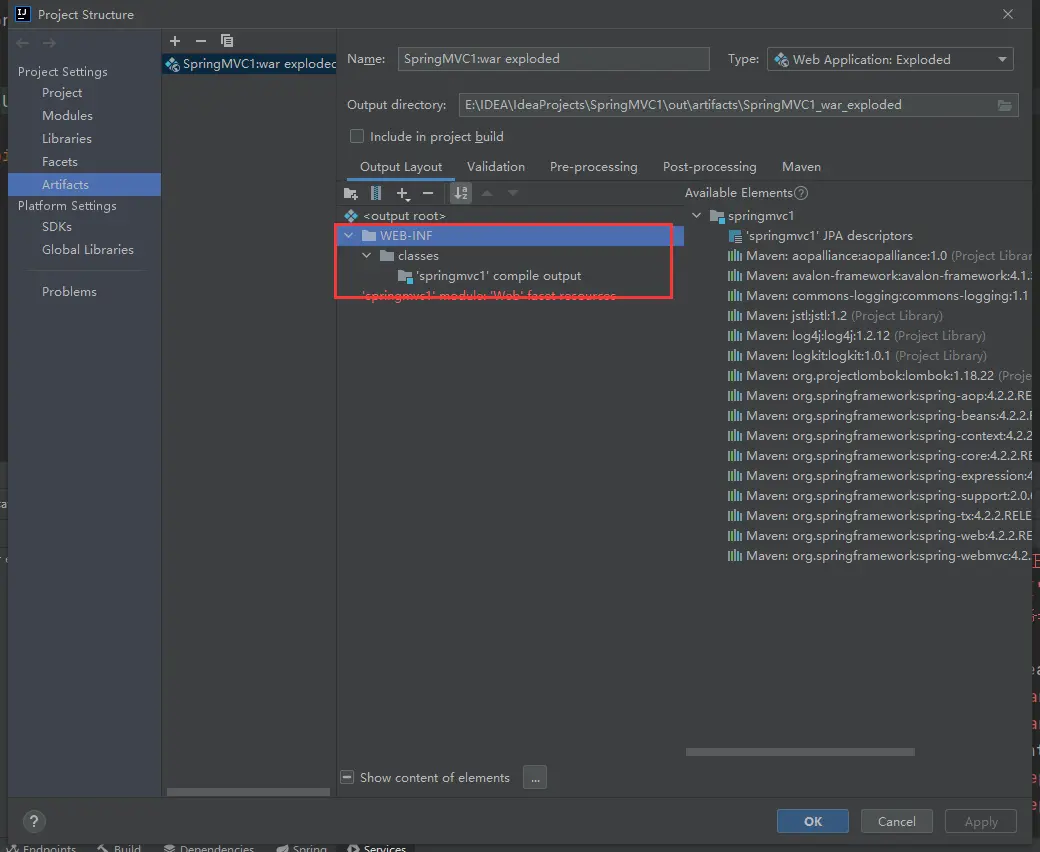 Project Structure
Project Settings
Project
Modules
Libraries
Facets
Artifacts
Platform Settings
SDKs
Global Libraries
Problems
SpringMVC1:war exploded
Name: SpringMVC1:war exploded
Type: Web Application: Exploded
Output directory: E:\IDEA\IdeaProjects\SpringMVC1\out\artifacts\SpringMVC1_war_exploded
Include in project build
Output Layout Validation Pre-processing Post-processing Maven
<output root>
WEB-INF
classes
'springmvc1' compile output
'springmvc1' module: 'Web' facet resources
Available Elements
springmvc1
'springmvc1' JPA descriptors
Maven: aopalliance:aopalliance:1.0 (Project Librar
Maven: avalon-framework:avalon-framework:4.1.
Maven: commons-logging:commons-logging:1.1
Maven: jstl:jstl:1.2 (Project Library)
Maven: log4j:log4j:1.2.12 (Project Library)
Maven: logkit:logkit:1.0.1 (Project Library)
Maven: org.projectlombok:lombok:1.18.22 (Proje
Maven: org.springframework:spring-aop:4.2.2.RE
Maven: org.springframework:spring-beans:4.2.2.
Maven: org.springframework:spring-context:4.2.2
Maven: org.springframework:spring-core:4.2.2.RE
Maven: org.springframework:spring-expression:4
Maven: org.springframework:spring-support:2.0.
Maven: org.springframework:spring-tx:4.2.2.RELE
Maven: org.springframework:spring-web:4.2.2.RE
Maven: org.springframework:spring-webmvc:4.2.
Show content of elements ...
? OK Cancel Apply
Endpoints Build Dependencies Spring Services